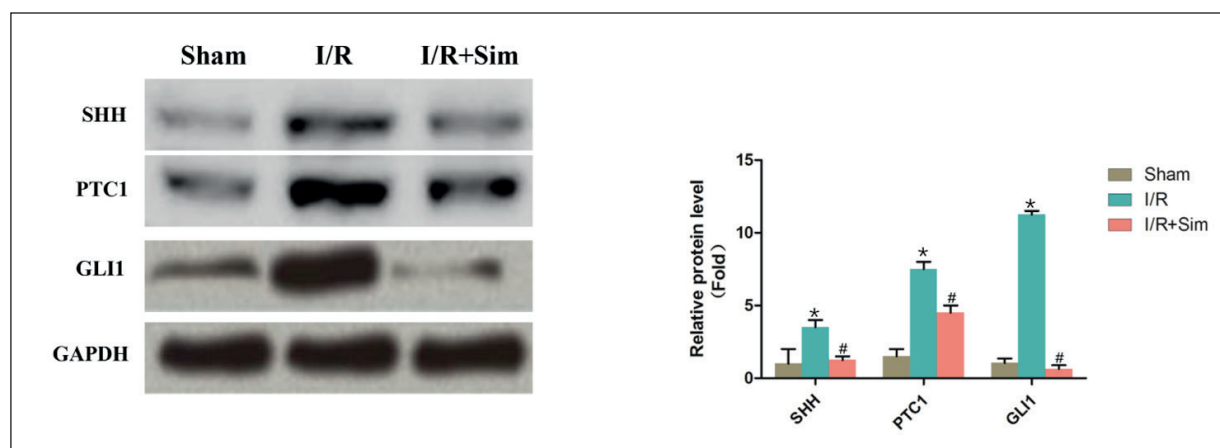 Sham I/R I/R+Sim
SHH
PTC1
GLI1
GAPDH
Relative protein level
（Fold）
15
10
5
0
* # * # * #
SHH PTC1 GLI1
Sham
I/R
I/R+Sim